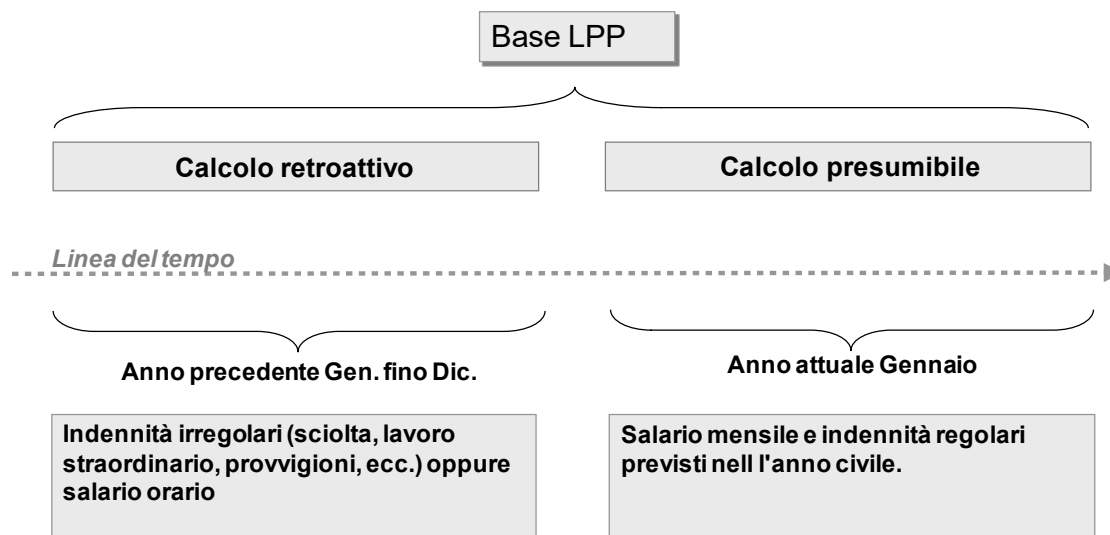 Base LPP
Calcolo retroattivo
Calcolo presumibile
Linea del tempo
Anno precedente Gen. fino Dic.
Anno attuale Gennaio
Indennità irregolari (sciolta, lavoro
straordinario, provvigioni, ecc.) oppure
salario orario
Salario mensile e indennità regolari
previsti nell l'anno civile.